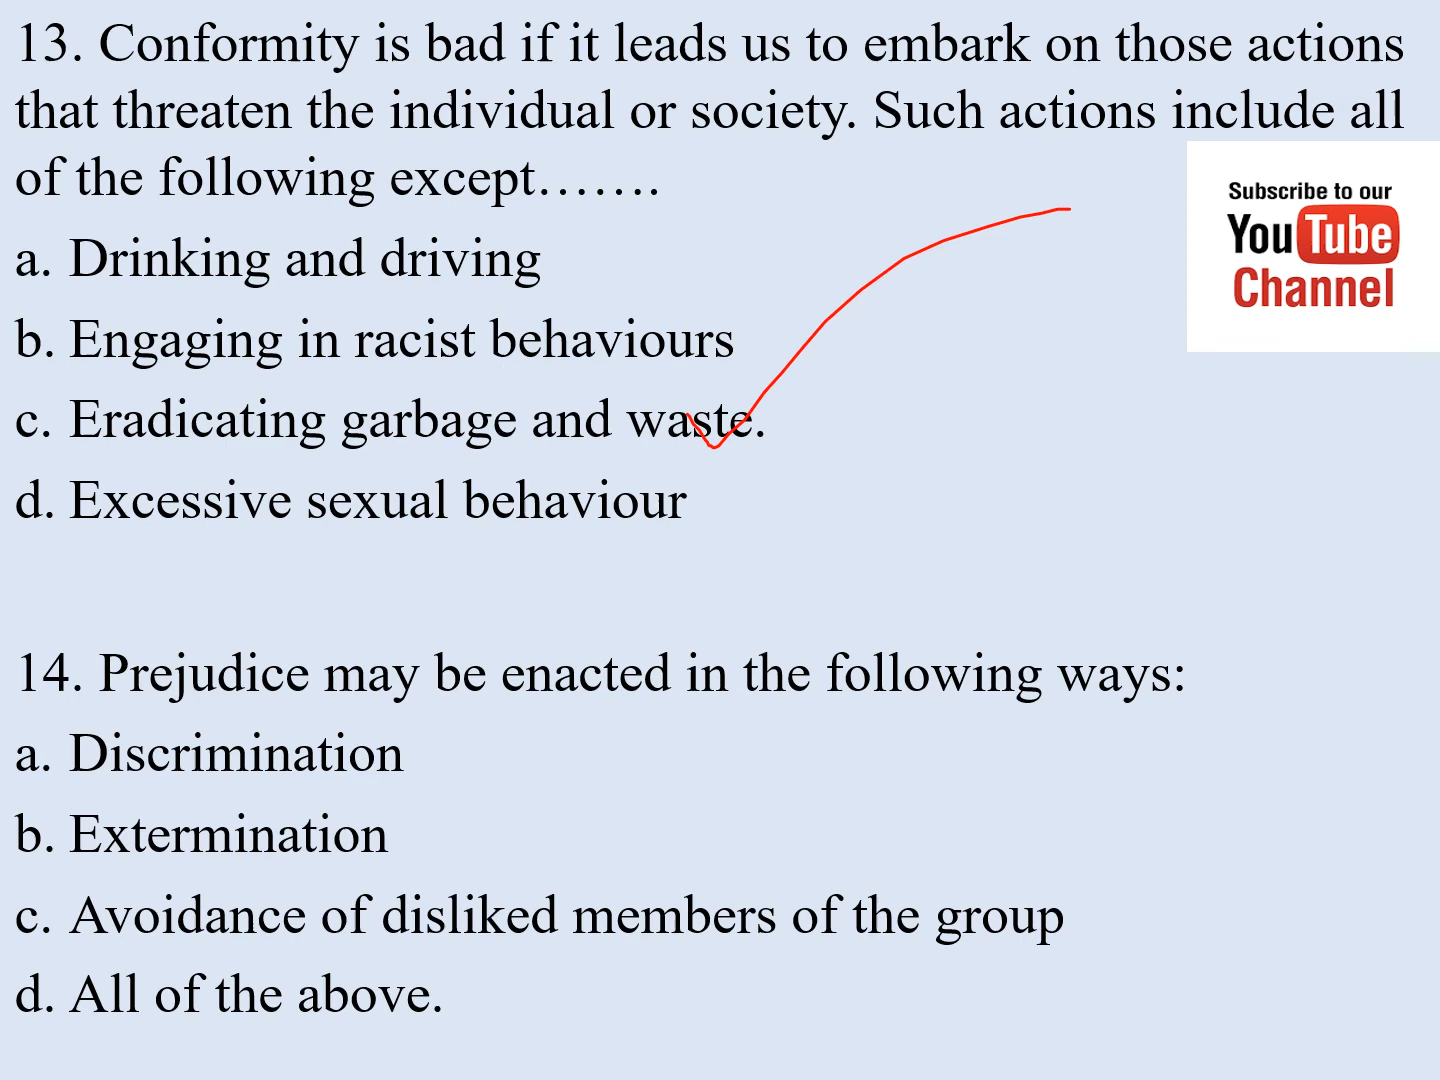 13. Conformity is bad if it leads us to embark on those actions
that threaten the individual or society. Such actions include all
of the following except.......
Subscribe to our
YouTube
Channel
a. Drinking and driving
b. Engaging in racist behaviours
c. Eradicating garbage and waste.
d. Excessive sexual behaviour
14. Prejudice may be enacted in the following ways:
a. Discrimination
b. Extermination
c. Avoidance of disliked members of the group
d. All of the above.